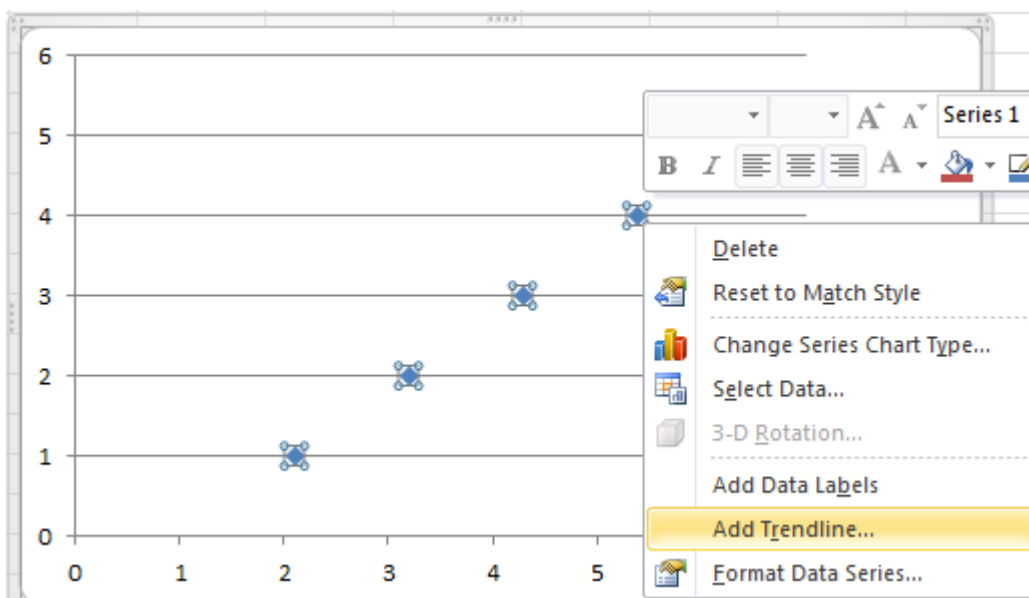 6
5
4
3
2
1
0
0 1 2 3 4 5
A A Series 1
B I A
Delete
Reset to Match Style
Change Series Chart Type...
Select Data...
3-D Rotation...
Add Data Labels
Add Trendline...
Format Data Series...